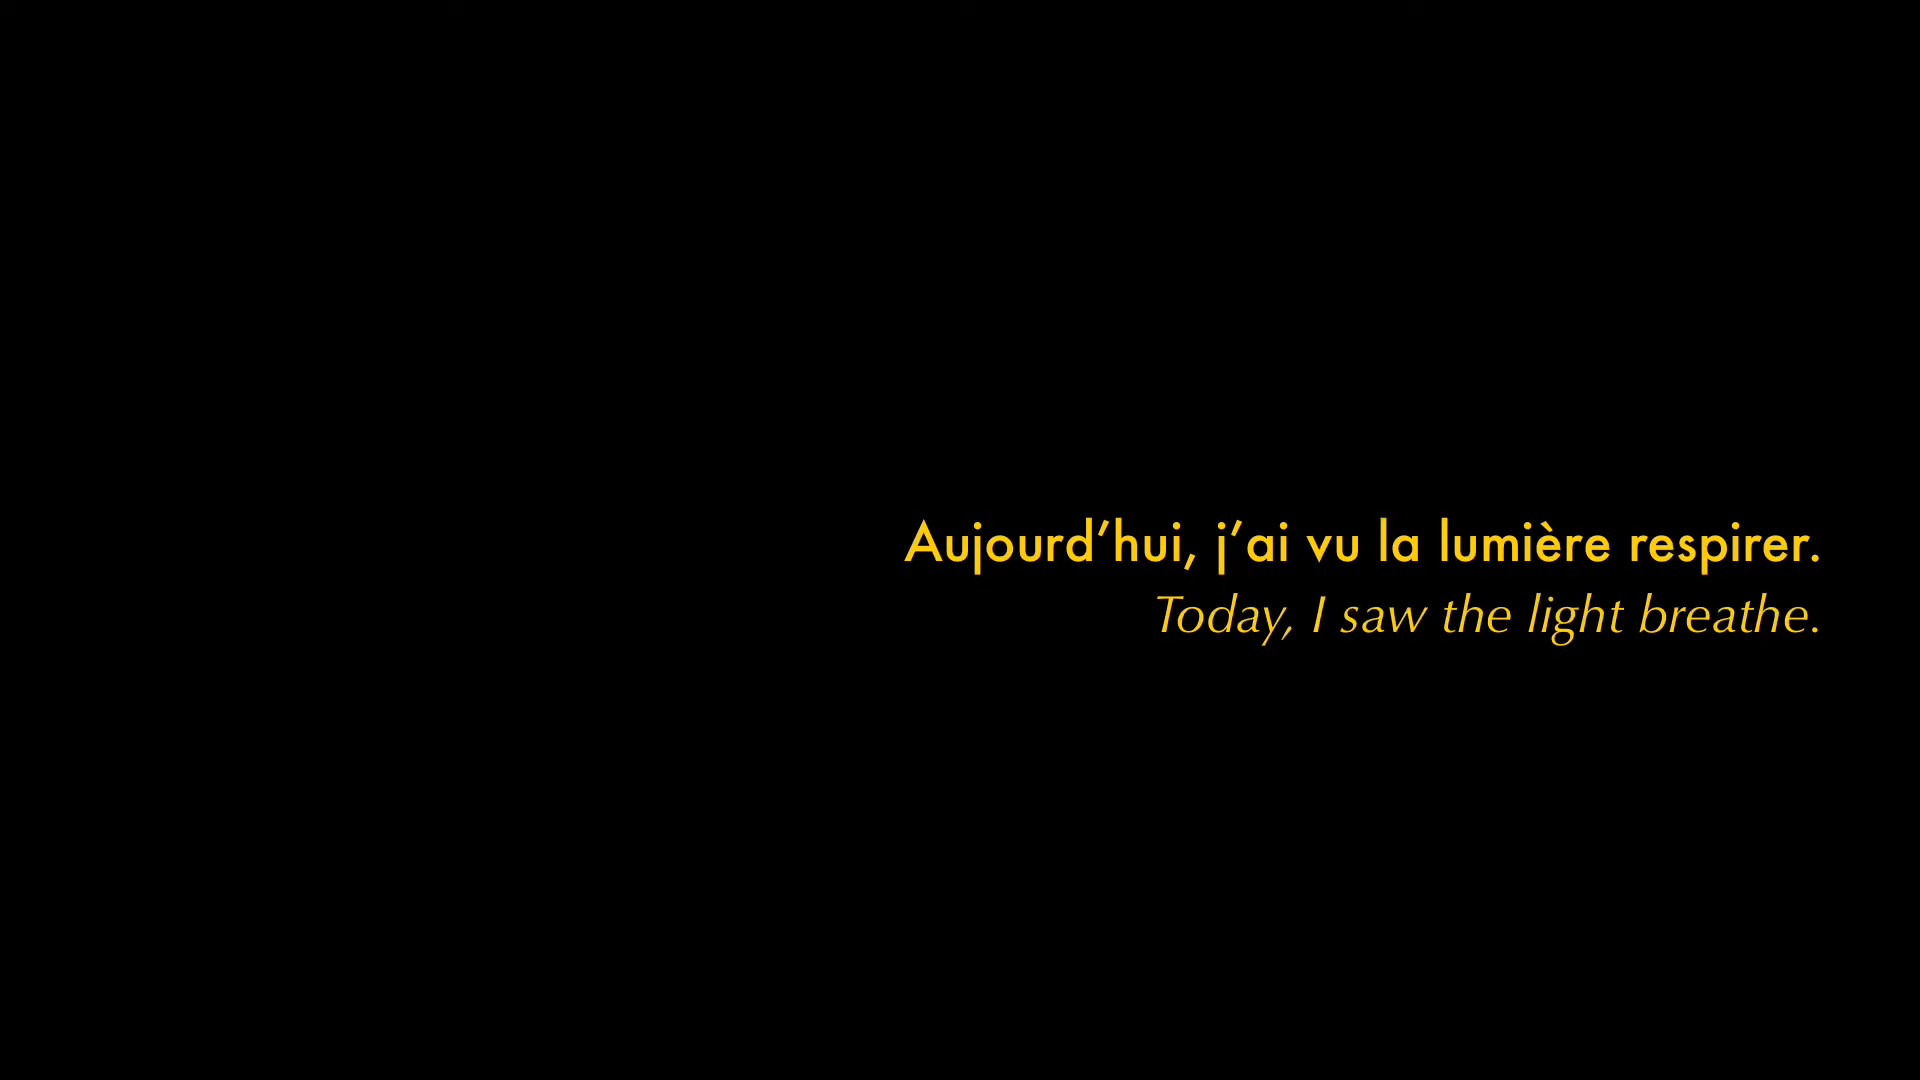 Aujourd’hui, j’ai vu la lumière respirer.
Today, I saw the light breathe.